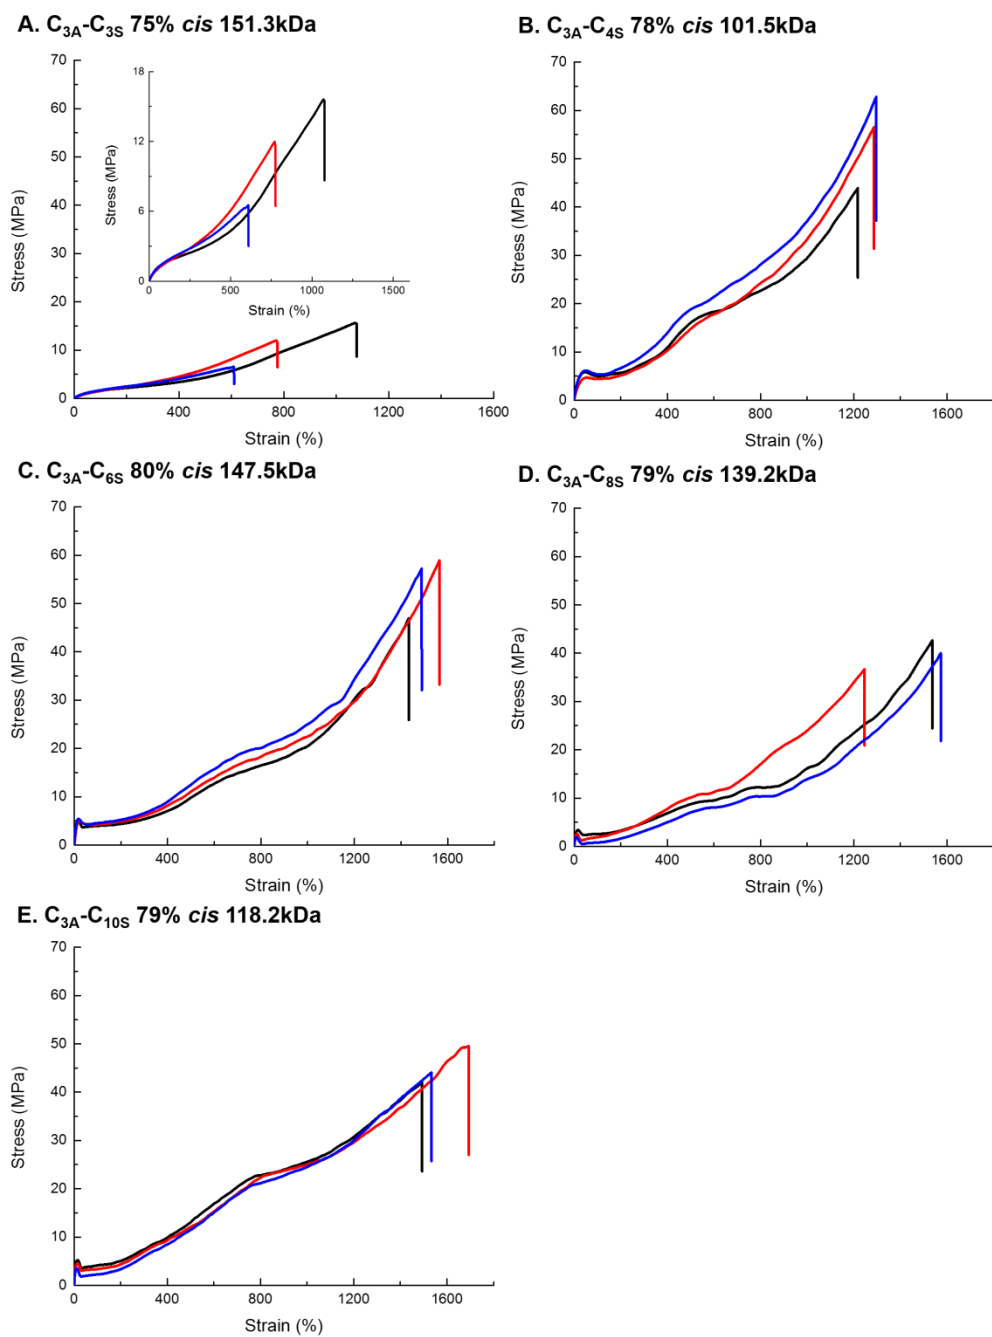 A. C3A-C3S 75% cis 151.3kDa
70
60
50
40
30
20
10
0
Stress (MPa)
0 400 800 1200 1600
Strain (%)
18
12
6
0
Stress (MPa)
0 500 1000 1500
Strain (%)
B. C3A-C4S 78% cis 101.5kDa
70
60
50
40
30
20
10
0
Stress (MPa)
0 400 800 1200 1600
Strain (%)
C. C3A-C6S 80% cis 147.5kDa
70
60
50
40
30
20
10
0
Stress (MPa)
0 400 800 1200 1600
Strain (%)
D. C3A-C8S 79% cis 139.2kDa
70
60
50
40
30
20
10
0
Stress (MPa)
0 400 800 1200 1600
Strain (%)
E. C3A-C10S 79% cis 118.2kDa
70
60
50
40
30
20
10
0
Stress (MPa)
0 400 800 1200 1600
Strain (%)